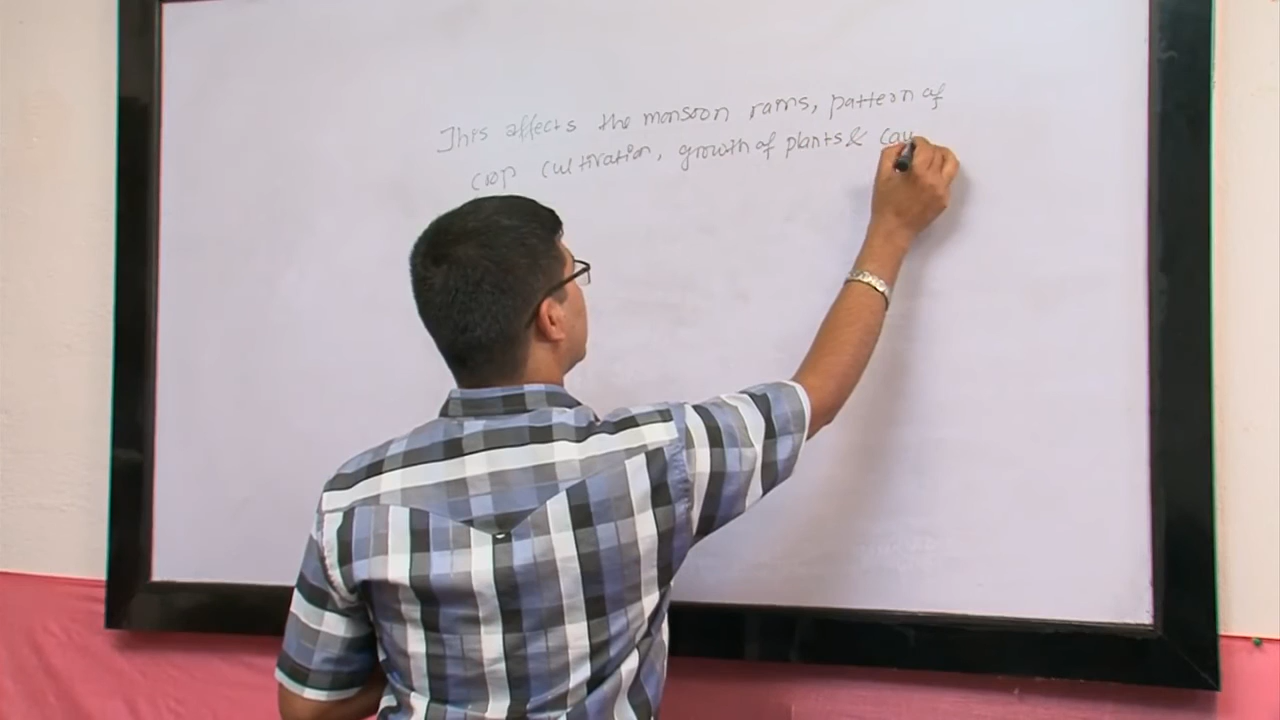 This affects the monsoon rains, pattern of
crop cultivation, growth of plants & cau